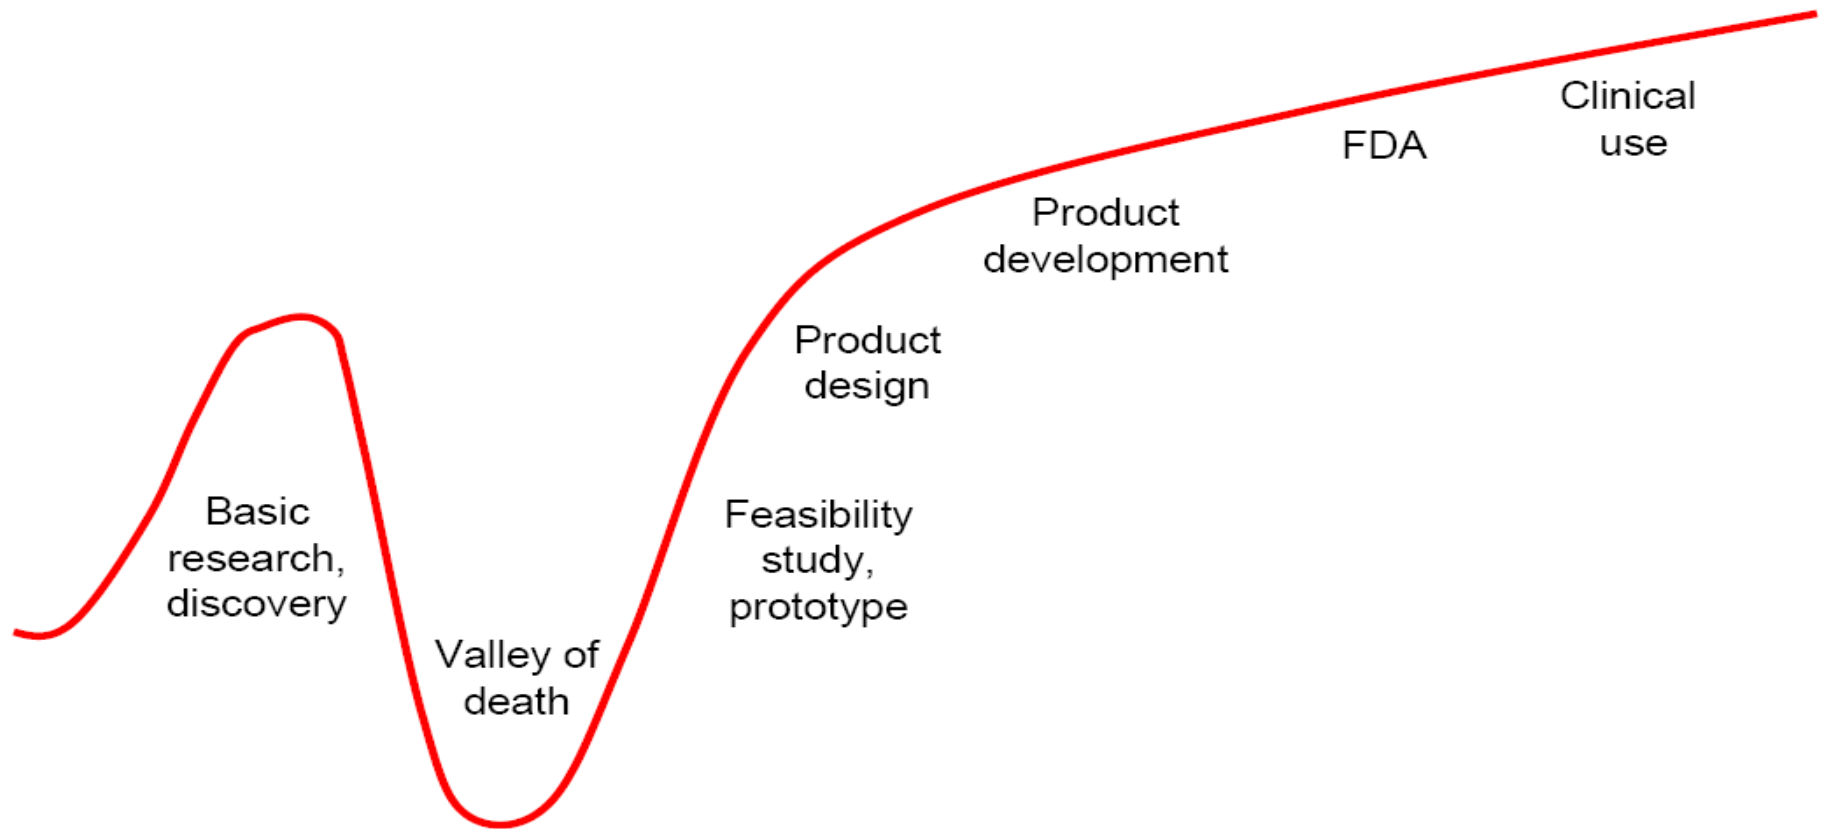 Basic
research,
discovery
Valley of
death
Feasibility
study,
prototype
Product
design
Product
development
FDA
Clinical
use